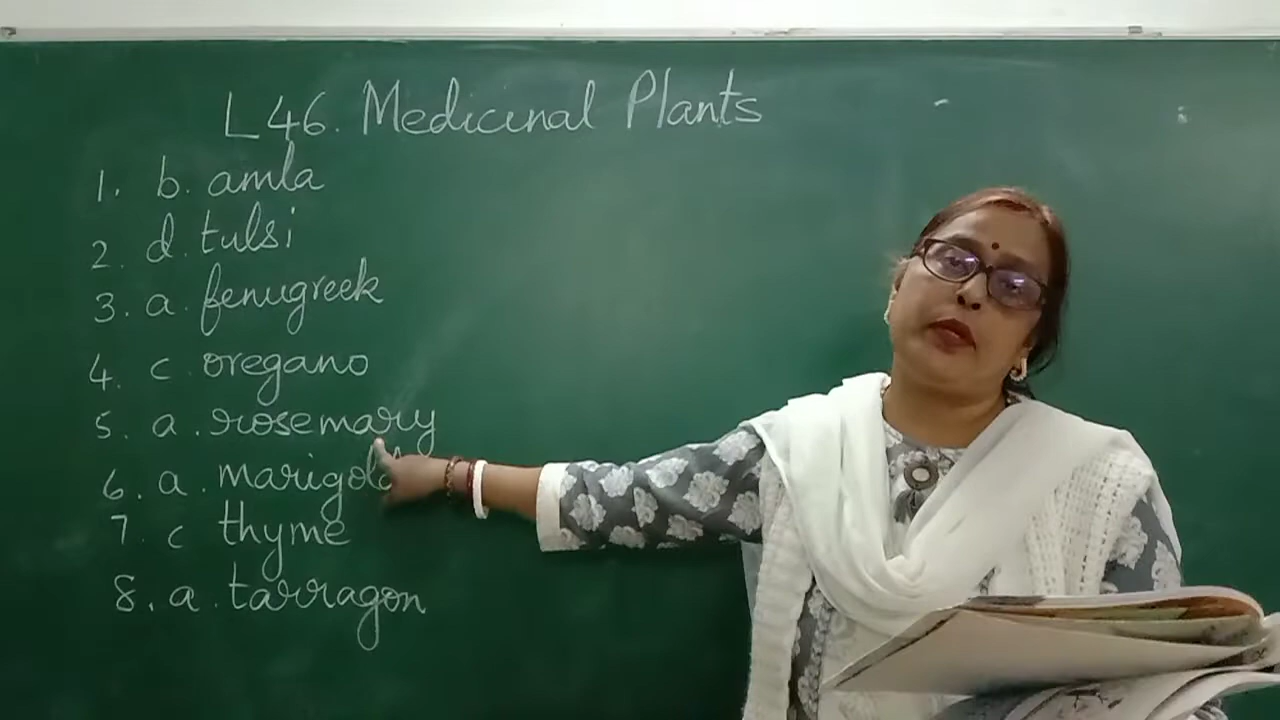 L 46. Medicinal Plants
1. b. amla
2. d. tulsi
3. a. fenugreek
4. c oregano
5. a. rosemary
6. a. marigold
7. c thyme
8. a. tarragon